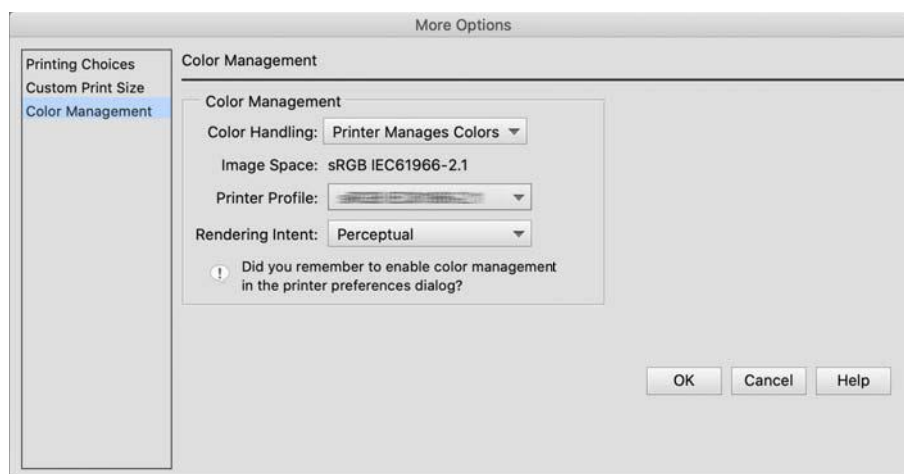 More Options
Printing Choices
Custom Print Size
Color Management
Color Management
Color Management
Color Handling: Printer Manages Colors
Image Space: sRGB IEC61966-2.1
Printer Profile:
Rendering Intent: Perceptual
! Did you remember to enable color management
in the printer preferences dialog?
OK Cancel Help